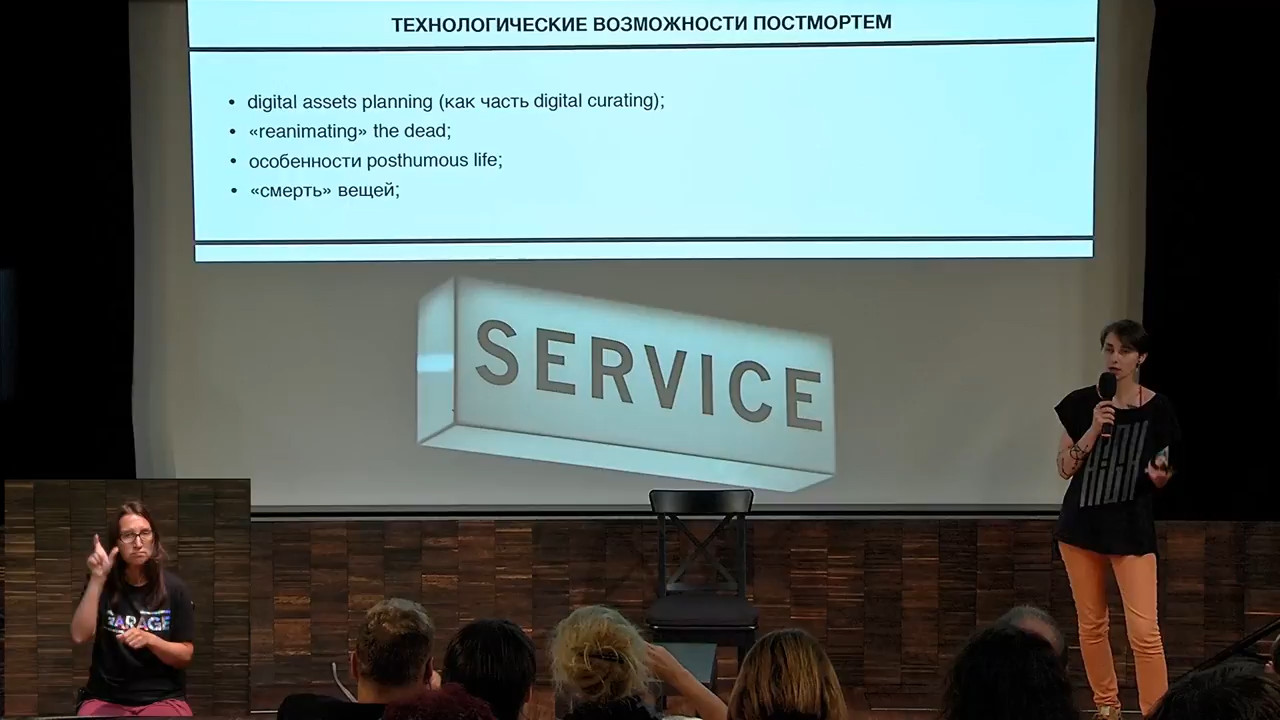 ТЕХНОЛОГИЧЕСКИЕ ВОЗМОЖНОСТИ ПОСТМОРТЕМ
• digital assets planning (как часть digital curating);
• «reanimating» the dead;
• особенности posthumous life;
• «смерть» вещей;
SERVICE
GARAGE